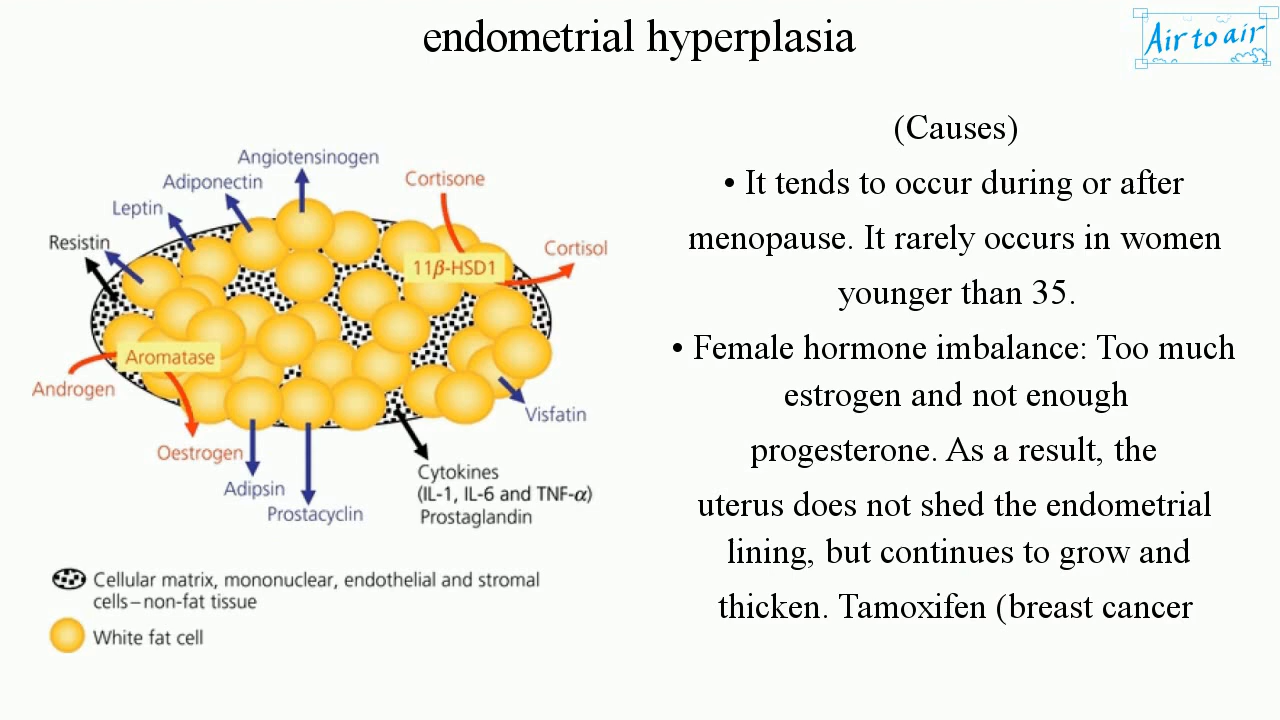 endometrial hyperplasia
Air to air
Angiotensinogen
Adiponectin
Leptin
Resistin
Cortisone
11β-HSD1
Cortisol
Aromatase
Androgen
Oestrogen
Adipsin
Prostacyclin
Visfatin
Cytokines
(IL-1, IL-6 and TNF-α)
Prostaglandin
Cellular matrix, mononuclear, endothelial and stromal
cells – non-fat tissue
White fat cell
(Causes)
• It tends to occur during or after
menopause. It rarely occurs in women
younger than 35.
• Female hormone imbalance: Too much
estrogen and not enough
progesterone. As a result, the
uterus does not shed the endometrial
lining, but continues to grow and
thicken. Tamoxifen (breast cancer